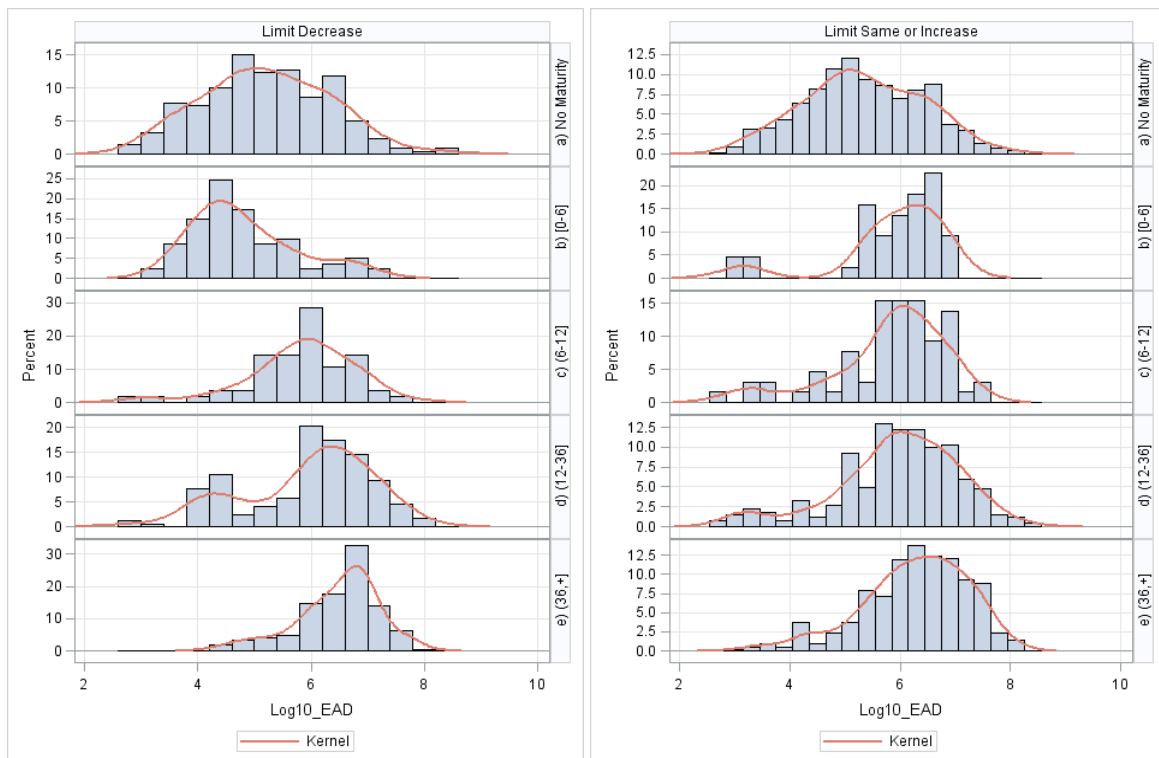 Limit Decrease
15
10
5
0
a) No Maturity
25
20
15
10
5
0
b) [0-6]
30
20
10
0
c) (6-12]
20
15
10
5
0
d) (12-36]
30
20
10
0
e) (36,+]
Percent
2 4 6 8 10
Log10_EAD
Kernel
Limit Same or Increase
12.5
10.0
7.5
5.0
2.5
0.0
a) No Maturity
20
15
10
5
0
b) [0-6]
15
10
5
0
c) (6-12]
12.5
10.0
7.5
5.0
2.5
0.0
d) (12-36]
12.5
10.0
7.5
5.0
2.5
0.0
e) (36,+]
Percent
2 4 6 8 10
Log10_EAD
Kernel